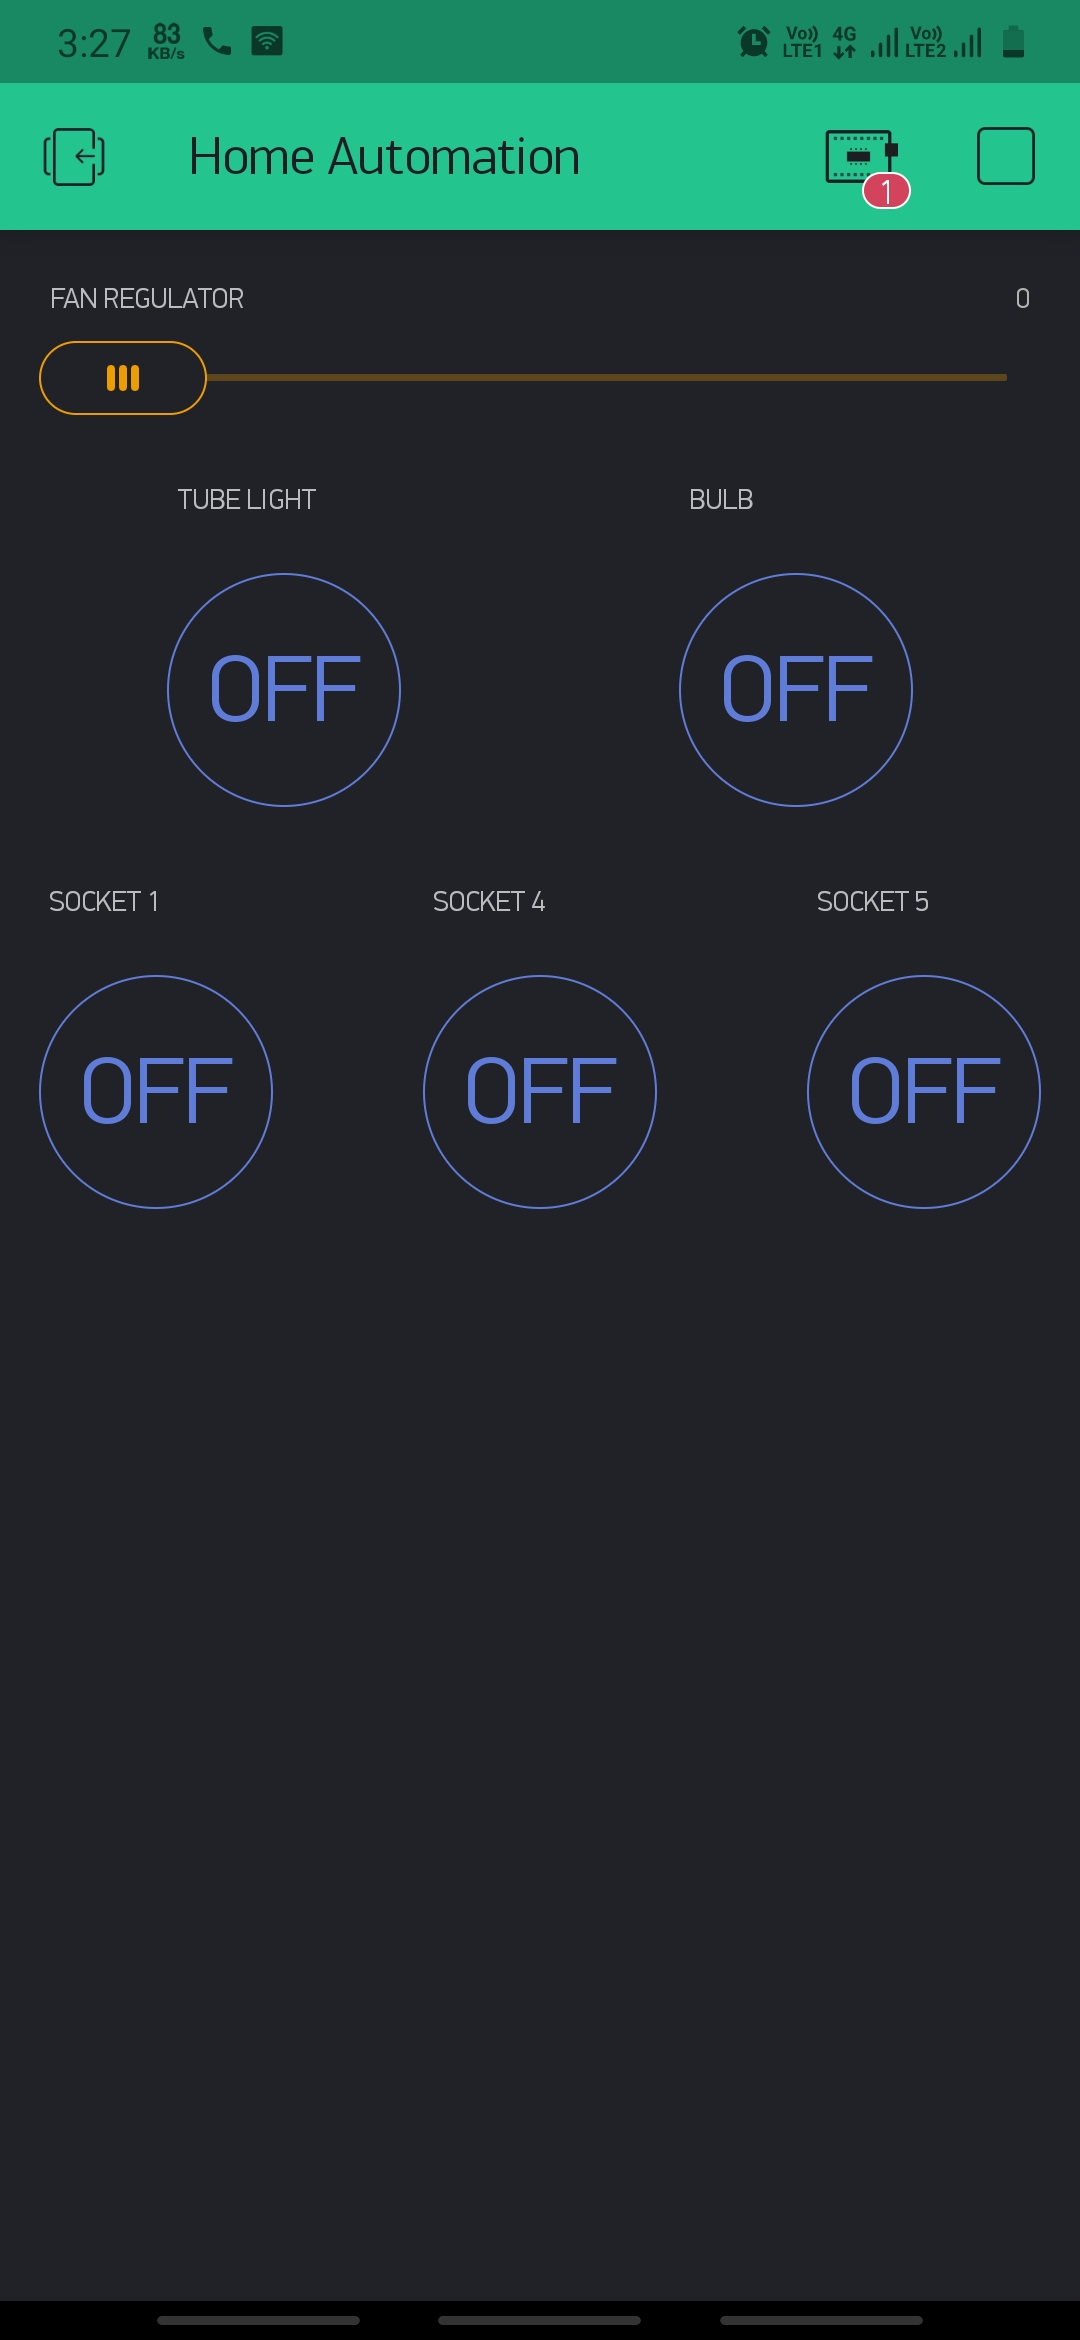 3:27 83 KB/s Vo)) LTE1 4G Vo)) LTE2
Home Automation 1
FAN REGULATOR 0
TUBE LIGHT BULB
OFF OFF
SOCKET 1 SOCKET 4 SOCKET 5
OFF OFF OFF